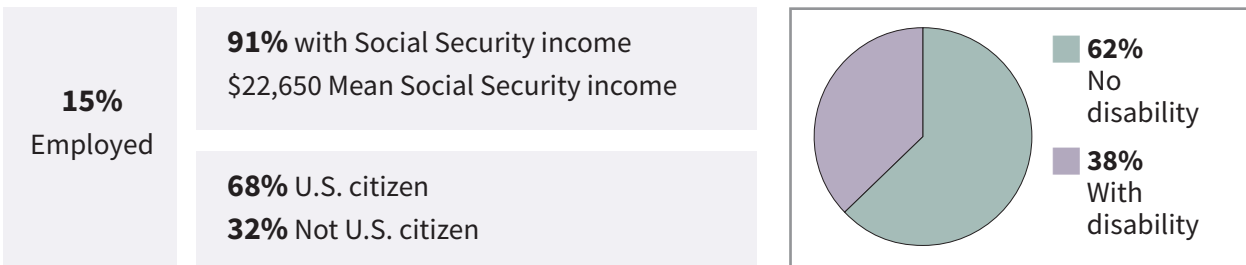 15%
Employed
91% with Social Security income
$22,650 Mean Social Security income
68% U.S. citizen
32% Not U.S. citizen
62%
No
disability
38%
With
disability